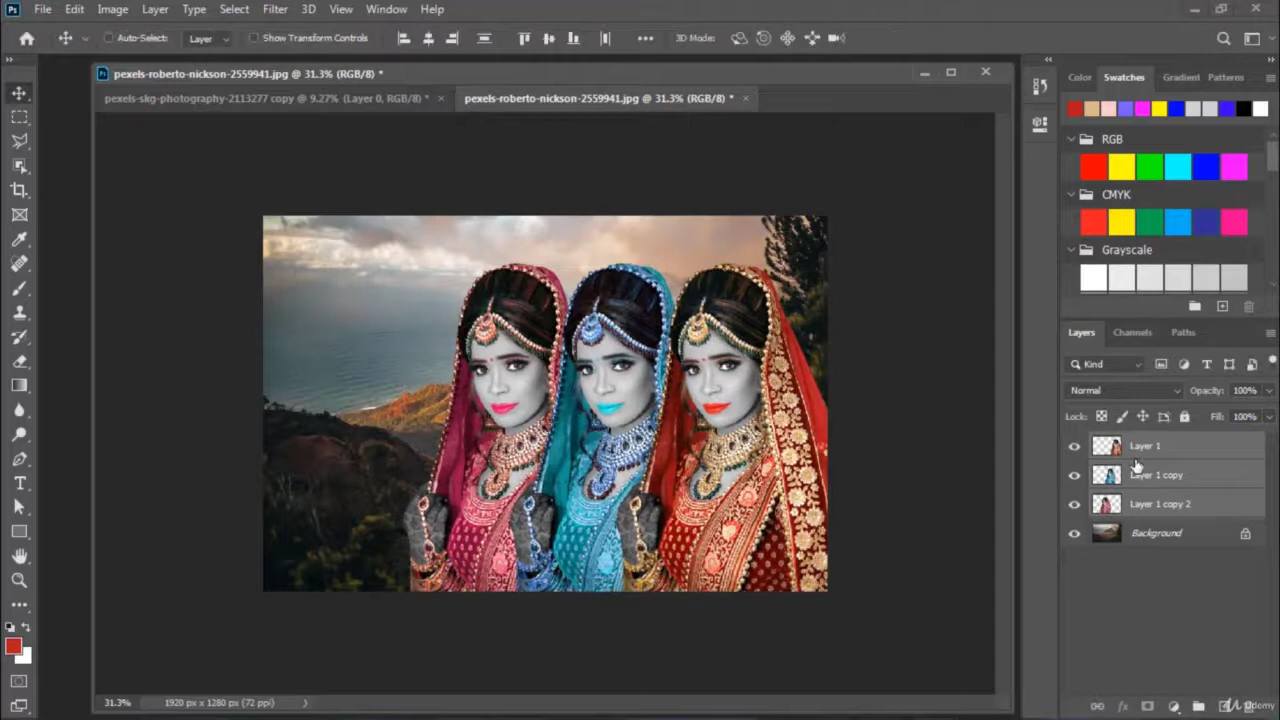 Ps File Edit Image Layer Type Select Filter 3D View Window Help
Auto-Select: Layer Show Transform Controls 3D Mode:
pexels-roberto-nickson-2559941.jpg @ 31.3% (RGB/8) *
pexels-skg-photography-2113277 copy @ 9.27% (Layer 0, RGB/8) * pexels-roberto-nickson-2559941.jpg @ 31.3% (RGB/8) *
Color Swatches Gradient Patterns
RGB
CMYK
Grayscale
Layers Channels Paths
Kind
Normal Opacity: 100%
Lock: Fill: 100%
Layer 1
Layer 1 copy
Layer 1 copy 2
Background
31.3% 1920 px x 1280 px (72 ppi)
Udemy